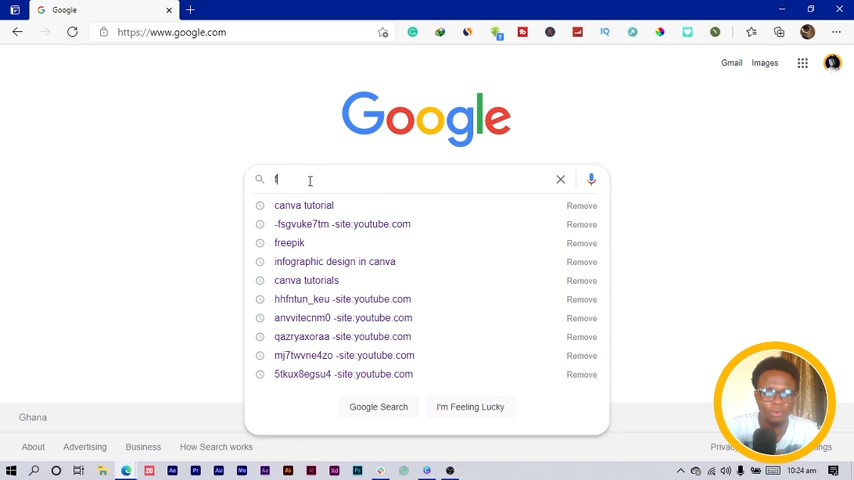 Google
https://www.google.com
Gmail
Images
Google
f
canva tutorial
Remove
-fsgvuke7tm -site:youtube.com
Remove
freepik
Remove
infographic design in canva
Remove
canva tutorials
Remove
hhfntun_keu -site:youtube.com
Remove
anvvitecnm0 -site:youtube.com
Remove
qazryaxoraa -site:youtube.com
Remove
mj7twvne4zo -site:youtube.com
Remove
5tkux8egsu4 -site:youtube.com
Remove
Google Search
I'm Feeling Lucky
Ghana
About
Advertising
Business
How Search works
10:24 am